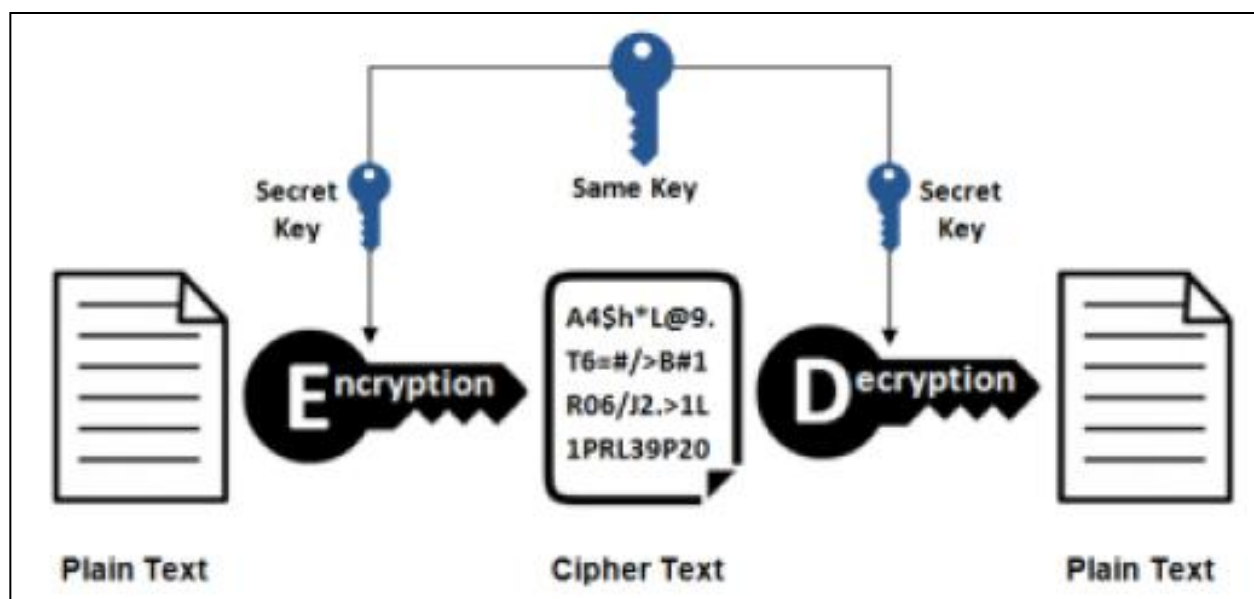 Secret
Key
Same Key
Secret
Key
Encryption
A4$h*L@9.
T6=#/>B#1
R06/J2.>1L
1PRL39P20
Decryption
Plain Text
Cipher Text
Plain Text